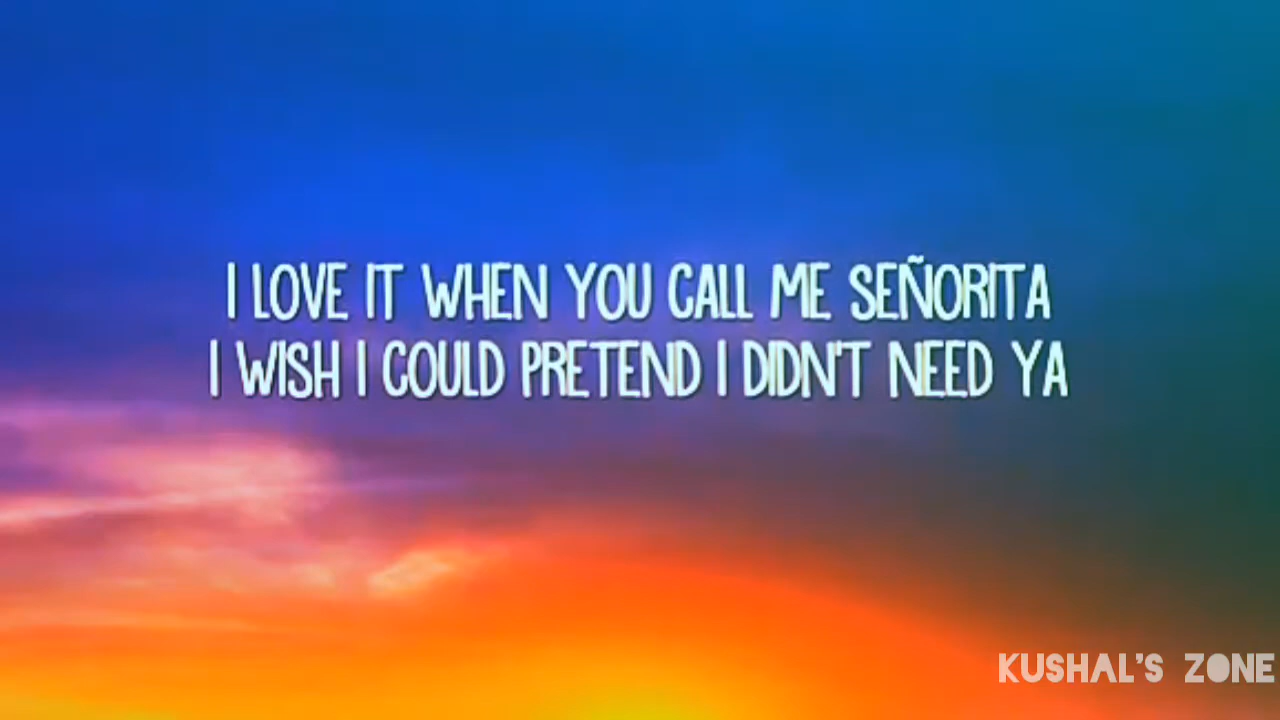 I LOVE IT WHEN YOU CALL ME SEÑORITA
I WISH I COULD PRETEND I DIDN'T NEED YA
KUSHAL'S ZONE